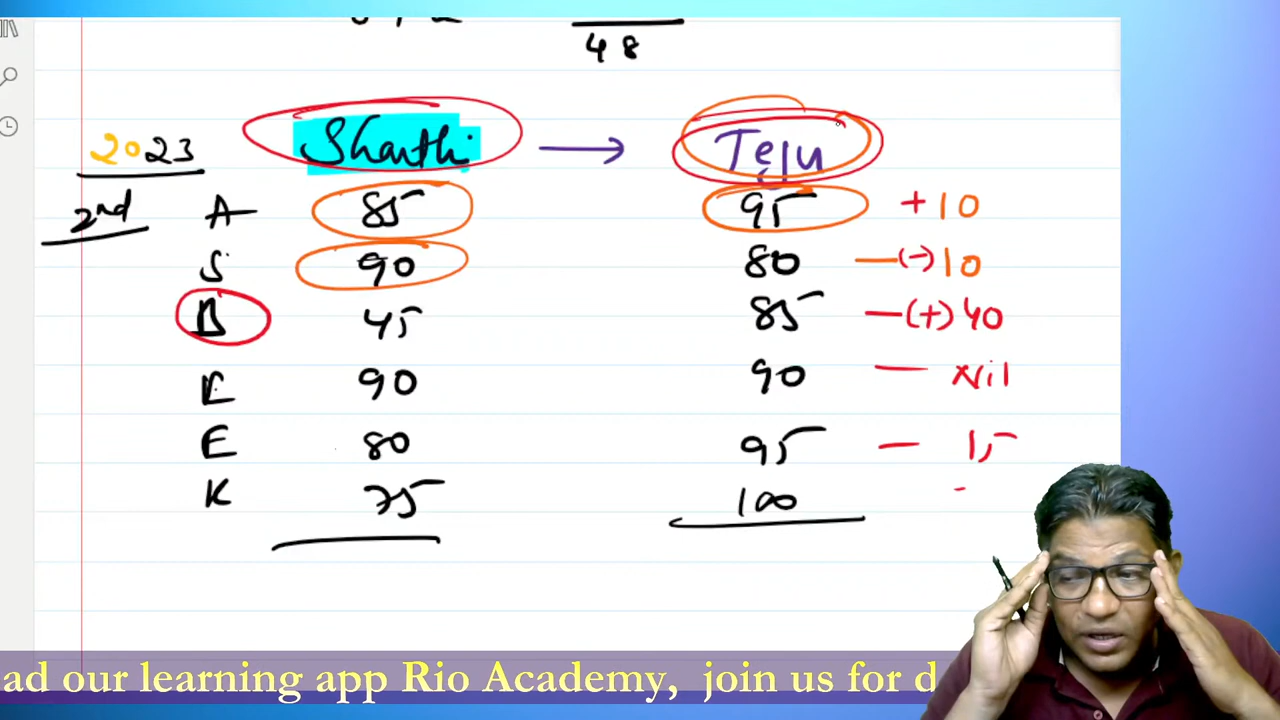 48
2023 Sharth → Teju
2nd A 85 95 +10
S 90 80 —(-)10
B 45 85 —(+)40
E 90 90 — Nil
E 80 95 — 15
K 75 100 -
ad our learning app Rio Academy, join us for d